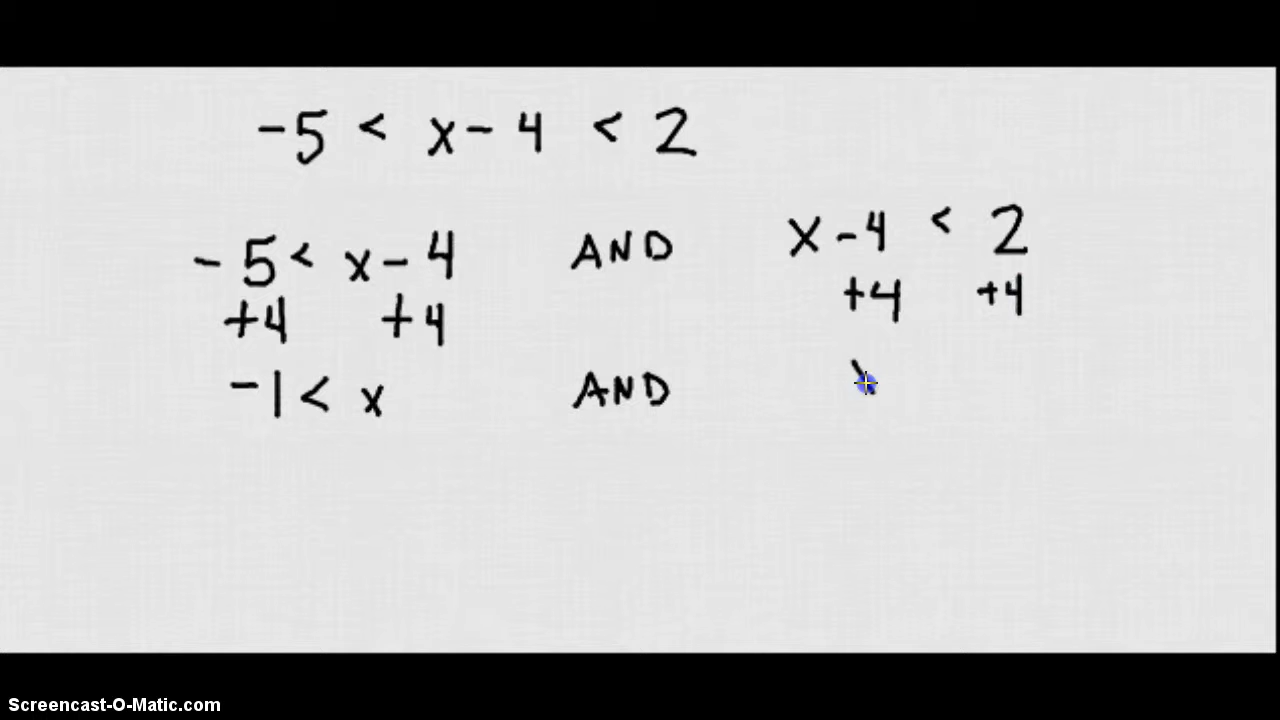 -5 < x - 4 < 2
-5 < x - 4 AND x - 4 < 2
+4 +4 +4 +4
-1 < x AND
Screencast-O-Matic.com